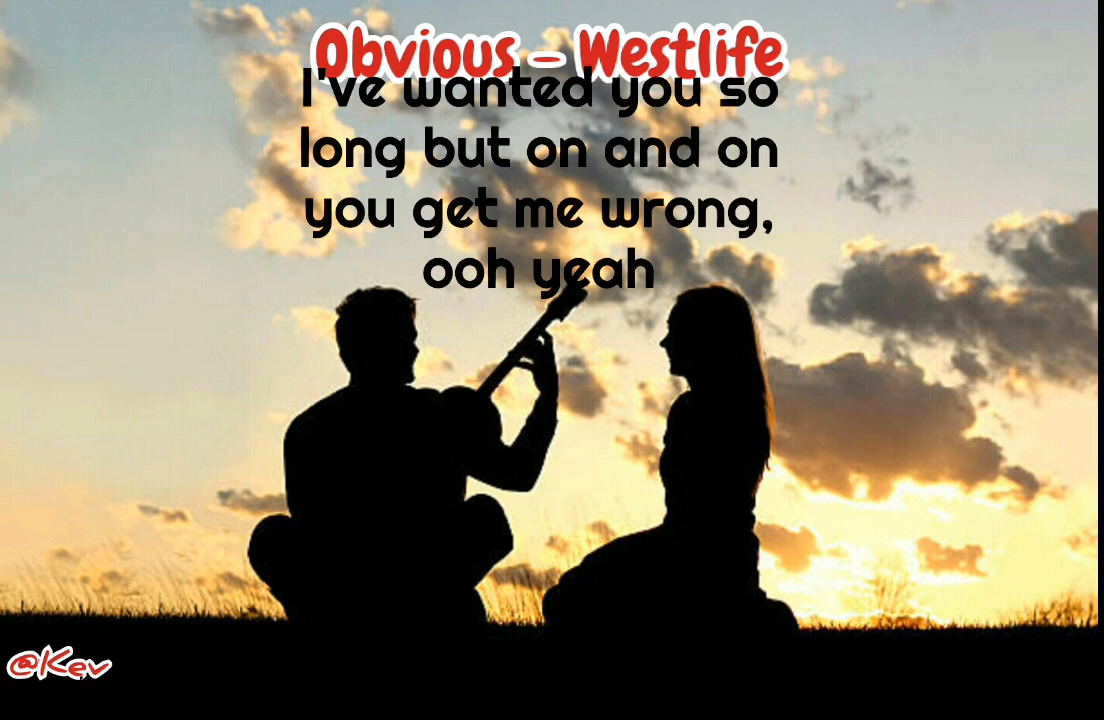 Obvious - Westlife
I've wanted you so
long but on and on
you get me wrong,
ooh yeah
@Kev